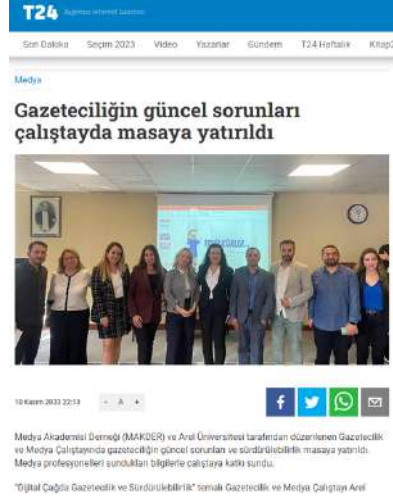 T24 Bağımsız İnternet Gazetesi
Son Dakika Seçim 2023 Video Yazarlar Gündem T24 Haftalık Kitap
Medya
Gazeteciliğin güncel sorunları
çalıştayda masaya yatırıldı
10 Kasım 2023 22:13 - A +
Medya Akademisi Derneği (MAKDER) ve Arel Üniversitesi tarafından düzenlenen Gazetecilik
ve Medya Çalıştayında gazeteciliğin güncel sorunları ve sürdürülebilirlik masaya yatırıldı.
Medya profesyonelleri sundukları bilgilerle çalıştaya katkı sundu.
"Dijital Çağda Gazetecilik ve Sürdürülebilirlik" temalı Gazetecilik ve Medya Çalıştayı Arel